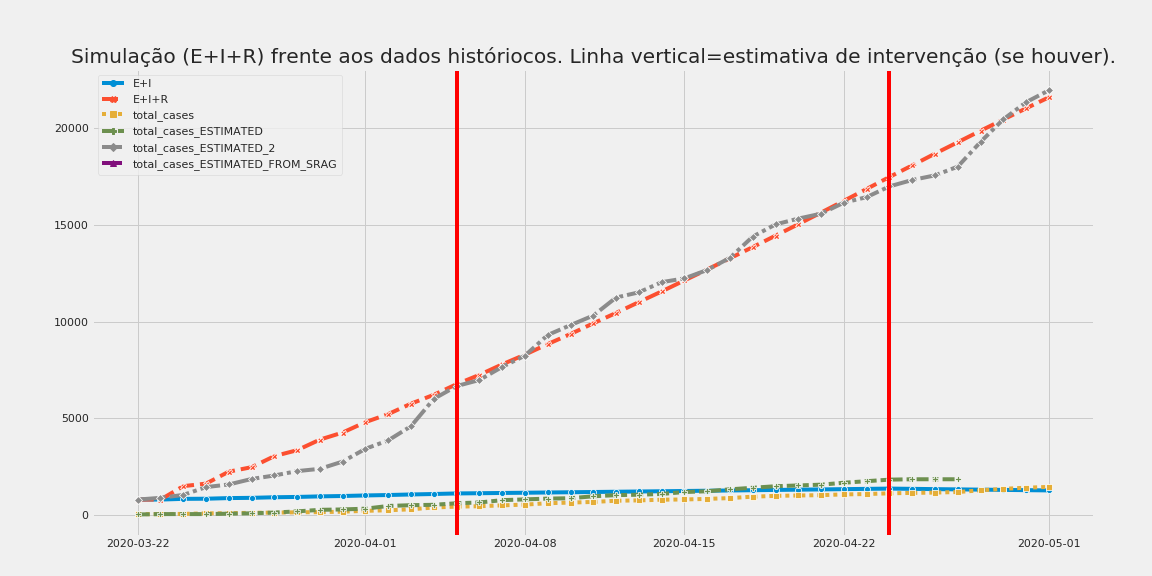 Simulação (E+I+R) frente aos dados históriocos. Linha vertical=estimativa de intervenção (se houver).
E+I
E+I+R
total_cases
total_cases_ESTIMATED
total_cases_ESTIMATED_2
total_cases_ESTIMATED_FROM_SRAG
20000
15000
10000
5000
0
2020-03-22 2020-04-01 2020-04-08 2020-04-15 2020-04-22 2020-05-01